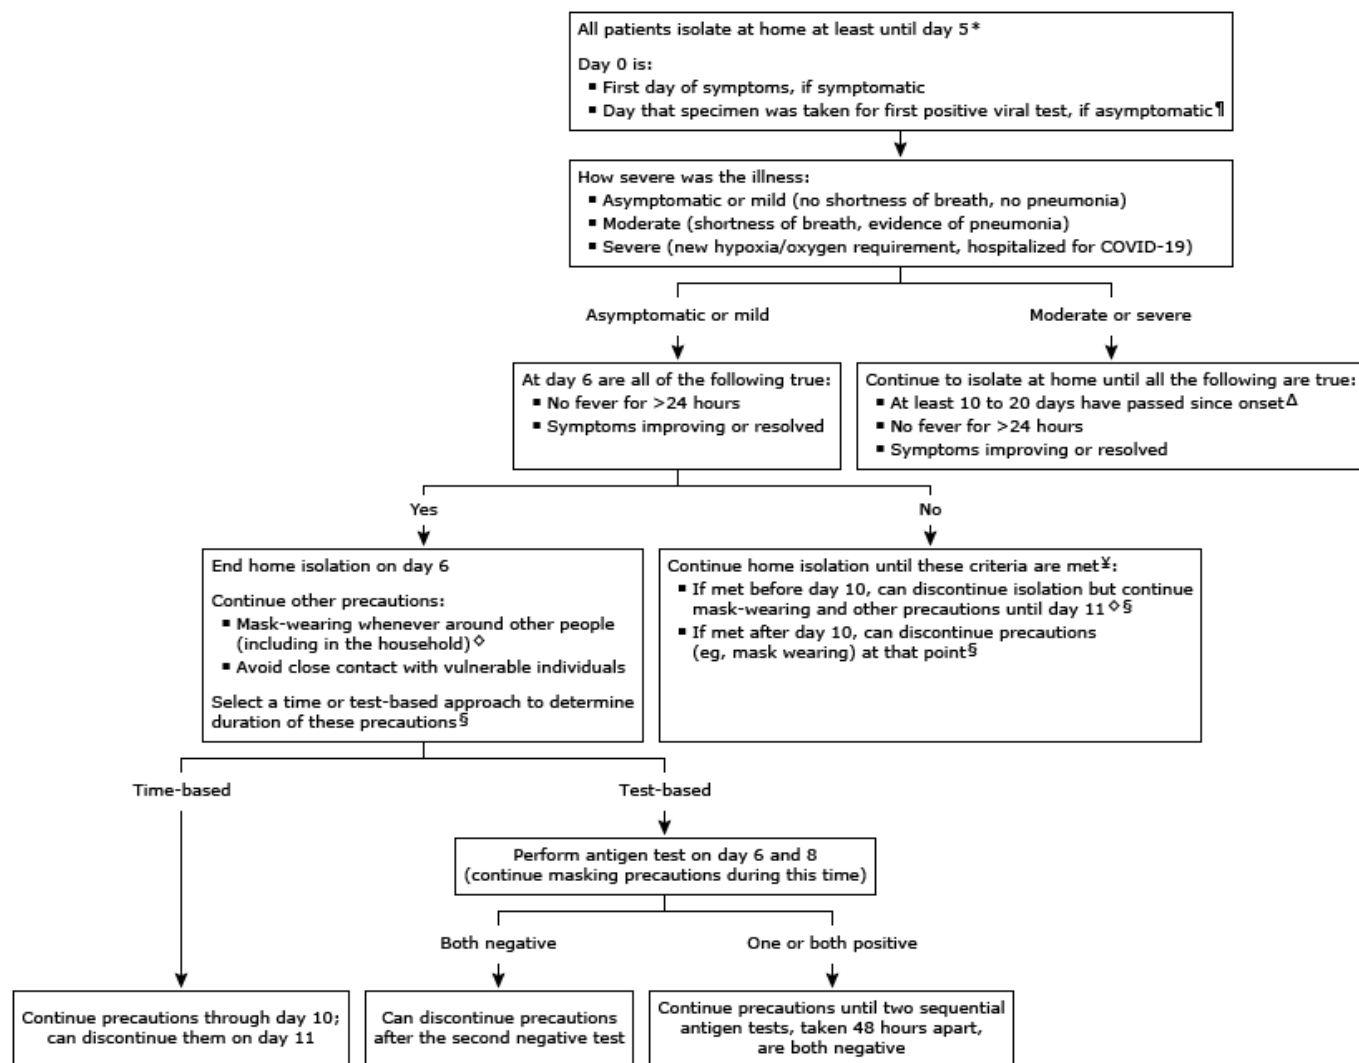 All patients isolate at home at least until day 5*
Day 0 is:
▪ First day of symptoms, if symptomatic
▪ Day that specimen was taken for first positive viral test, if asymptomatic¶
How severe was the illness:
▪ Asymptomatic or mild (no shortness of breath, no pneumonia)
▪ Moderate (shortness of breath, evidence of pneumonia)
▪ Severe (new hypoxia/oxygen requirement, hospitalized for COVID-19)
Asymptomatic or mild
Moderate or severe
At day 6 are all of the following true:
▪ No fever for >24 hours
▪ Symptoms improving or resolved
Continue to isolate at home until all the following are true:
▪ At least 10 to 20 days have passed since onsetΔ
▪ No fever for >24 hours
▪ Symptoms improving or resolved
Yes
No
End home isolation on day 6
Continue other precautions:
▪ Mask-wearing whenever around other people
(including in the household)◇
▪ Avoid close contact with vulnerable individuals
Select a time or test-based approach to determine
duration of these precautions§
Continue home isolation until these criteria are met¥:
▪ If met before day 10, can discontinue isolation but continue
mask-wearing and other precautions until day 11◇§
▪ If met after day 10, can discontinue precautions
(eg, mask wearing) at that point§
Time-based
Test-based
Perform antigen test on day 6 and 8
(continue masking precautions during this time)
Both negative
One or both positive
Continue precautions through day 10;
can discontinue them on day 11
Can discontinue precautions
after the second negative test
Continue precautions until two sequential
antigen tests, taken 48 hours apart,
are both negative